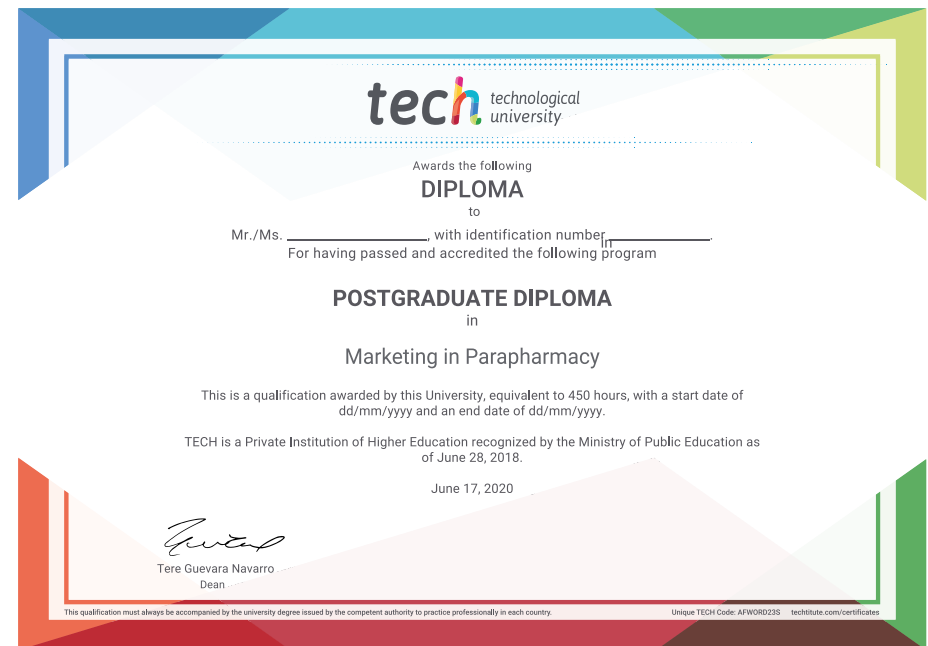 tech technological
university
Awards the following
DIPLOMA
to
Mr./Ms. ____________, with identification number ____________.
In
For having passed and accredited the following program
POSTGRADUATE DIPLOMA
in
Marketing in Parapharmacy
This is a qualification awarded by this University, equivalent to 450 hours, with a start date of
dd/mm/yyyy and an end date of dd/mm/yyyy.
TECH is a Private Institution of Higher Education recognized by the Ministry of Public Education as
of June 28, 2018.
June 17, 2020
Tere Guevara Navarro
Dean
This qualification must always be accompanied by the university degree issued by the competent authority to practice professionally in each country. Unique TECH Code: AFWORD23S techtitute.com/certificates